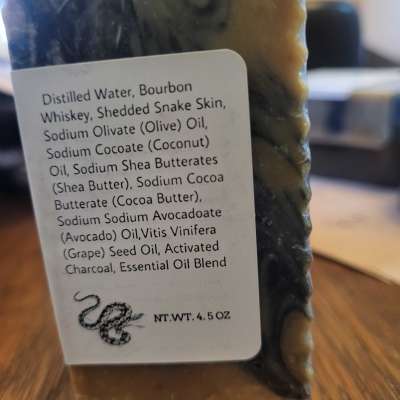 Distilled Water, Bourbon
Whiskey, Shedded Snake Skin,
Sodium Olivate (Olive) Oil,
Sodium Cocoate (Coconut)
Oil, Sodium Shea Butterates
(Shea Butter), Sodium Cocoa
Butterate (Cocoa Butter),
Sodium Sodium Avocadoate
(Avocado) Oil,Vitis Vinifera
(Grape) Seed Oil, Activated
Charcoal, Essential Oil Blend
NT.WT. 4.5 OZ